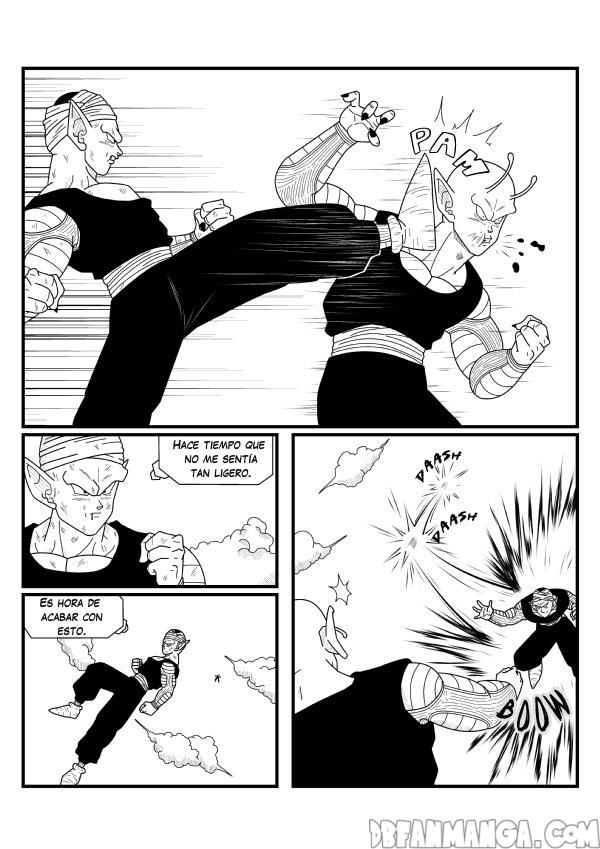 PAM
Hace tiempo que
no me sentía
tan ligero.
Es hora de
acabar con
esto.
DAASH
DAASH
BOOW
DBFANMANGA.COM